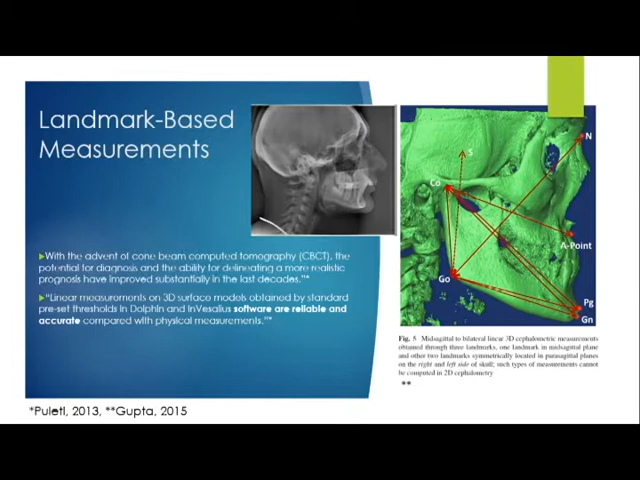 Landmark-Based
Measurements
With the advent of cone beam computed tomography (CBCT), the
potential for diagnosis and the ability for delineating a more realistic
prognosis have improved substantially in the last decades."*
"Linear measurements on 3D surface models obtained by standard
pre-set thresholds in Dolphin and InVesalius software are reliable and
accurate compared with physical measurements."*
N
S
Co
A-Point
Go
Pg
Gn
Fig. 5 Midsagittal to bilateral linear 3D cephalometric measurements
obtained through three landmarks, one landmark in midsagittal plane
and other two landmarks symmetrically located in parasagittal planes
on the right and left side of skull; such types of measurements cannot
be computed in 2D cephalometry
**
*Puleti, 2013, **Gupta, 2015